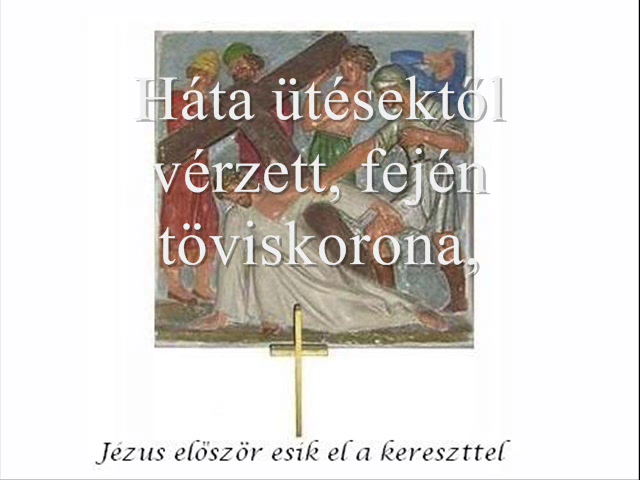 Háta ütésektől
vérzett, fején
töviskorona,
Jézus először esik el a kereszttel